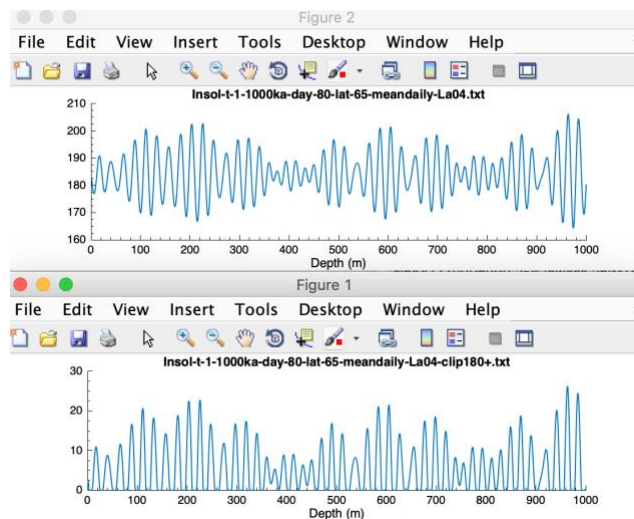 Figure 2
File Edit View Insert Tools Desktop Window Help
Insol-t-1-1000ka-day-80-lat-65-meandaily-La04.txt
210
200
190
180
170
160
0 100 200 300 400 500 600 700 800 900 1000
Depth (m)
Figure 1
File Edit View Insert Tools Desktop Window Help
Insol-t-1-1000ka-day-80-lat-65-meandaily-La04-clip180+.txt
30
20
10
0
0 100 200 300 400 500 600 700 800 900 1000
Depth (m)